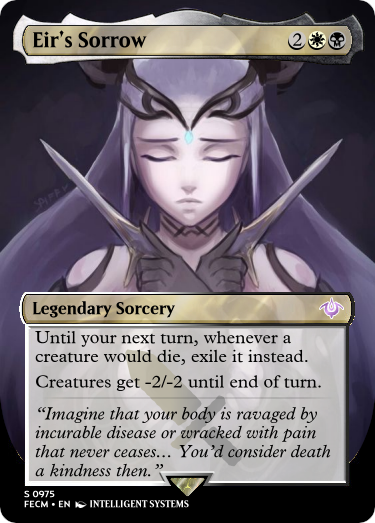 Eir's Sorrow 2
Legendary Sorcery
Until your next turn, whenever a
creature would die, exile it instead.
Creatures get -2/-2 until end of turn.
“Imagine that your body is ravaged by
incurable disease or wracked with pain
that never ceases... You'd consider death
a kindness then.”
S 0975
FECM • EN INTELLIGENT SYSTEMS